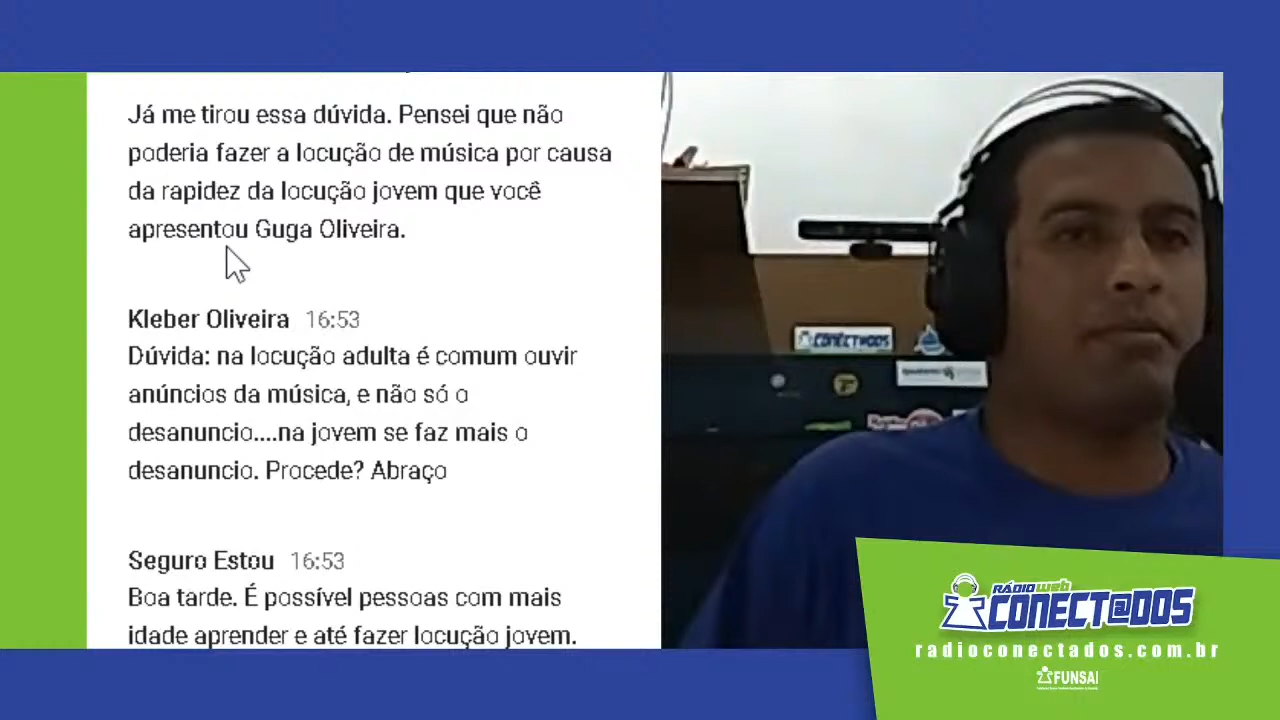 Já me tirou essa dúvida. Pensei que não
poderia fazer a locução de música por causa
da rapidez da locução jovem que você
apresentou Guga Oliveira.
Kleber Oliveira 16:53
Dúvida: na locução adulta é comum ouvir
anúncios da música, e não só o
desanuncio....na jovem se faz mais o
desanuncio. Procede? Abraço
Seguro Estou 16:53
Boa tarde. É possível pessoas com mais
idade aprender e até fazer locução jovem.
CONECT@DOS
RÁDIO web
CONECT@DOS
radioconectados.com.br
FUNSAI